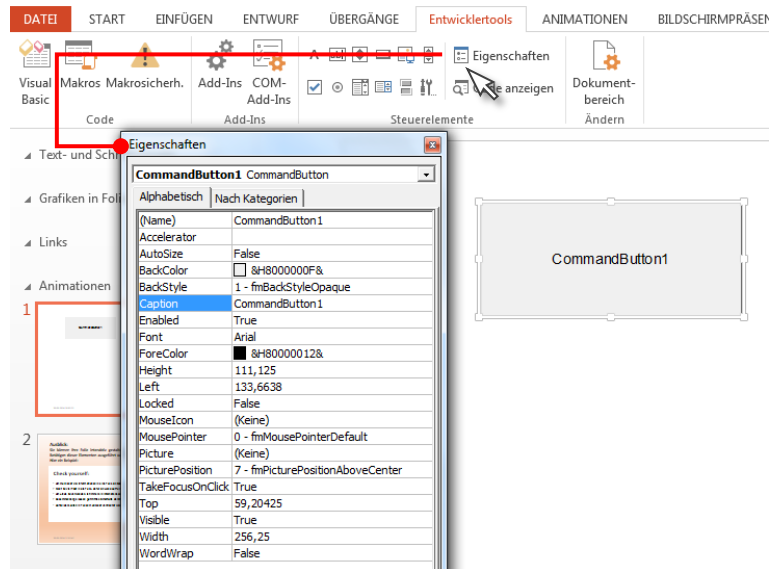 DATEI START EINFÜGEN ENTWURF ÜBERGÄNGE Entwicklertools ANIMATIONEN BILDSCHIRMPRÄSEN
Eigenschaften
Visual Basic Makros Makrosicherh. Add-Ins COM-Add-Ins anzeigen Dokument-bereich
Code Add-Ins Steuerelemente Ändern
Eigenschaften
Text- und Sch
CommandButton1 CommandButton
Alphabetisch Nach Kategorien
Grafiken in Foli
(Name) CommandButton1
Accelerator
Links
AutoSize False
BackColor &H8000000F&
CommandButton1
BackStyle 1 - fmBackStyleOpaque
Animationen
Caption CommandButton1
1
Enabled True
Font Arial
ForeColor &H80000012&
Height 111,125
Left 133,6638
Locked False
MouseIcon (Keine)
MousePointer 0 - fmMousePointerDefault
2
Picture (Keine)
PicturePosition 7 - fmPicturePositionAboveCenter
Check yourself:
TakeFocusOnClick True
Top 59,20425
Visible True
Width 256,25
WordWrap False